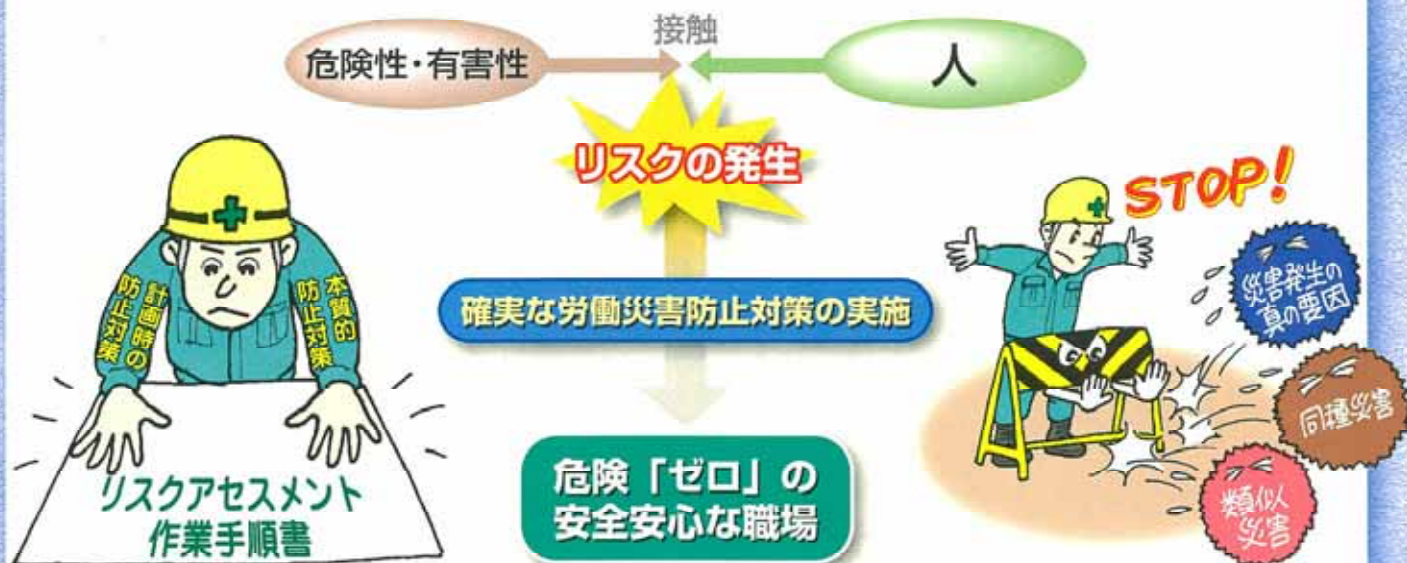 接触
危険性・有害性
人
リスクの発生
STOP!
計画時の
防止対策
本質的
防止対策
確実な労働災害防止対策の実施
災害発生の
真の要因
同種災害
類似
災害
リスクアセスメント
作業手順書
危険「ゼロ」の
安全安心な職場